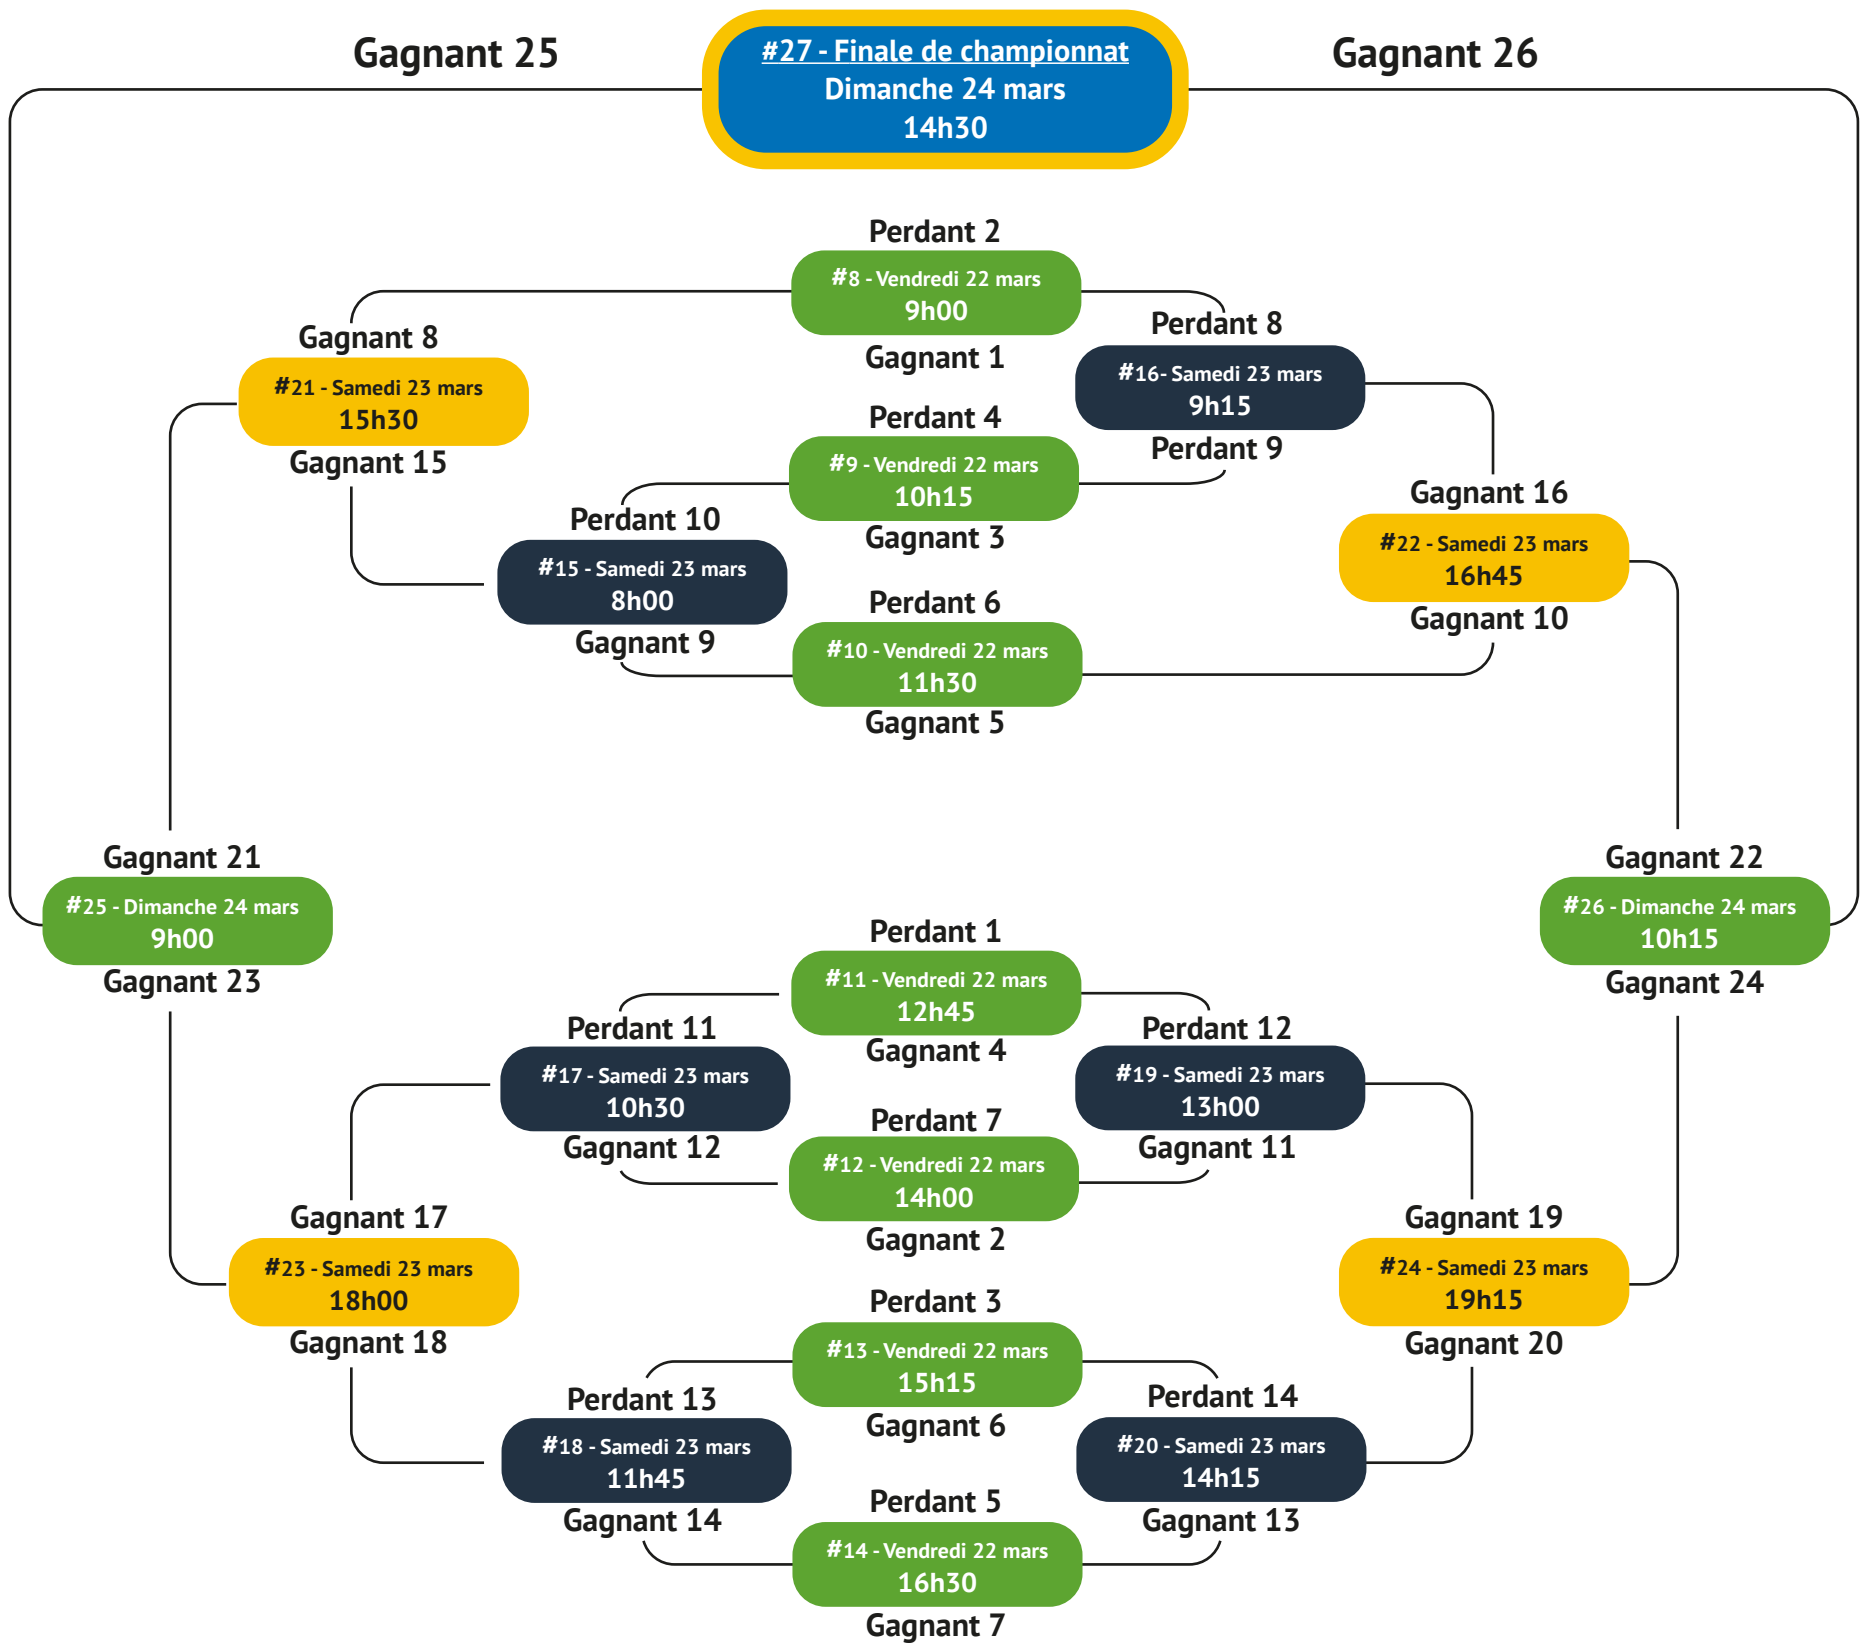 Gagnant 25
#27 - Finale de championnat
Dimanche 24 mars
14h30
Gagnant 26
Perdant 2
#8 - Vendredi 22 mars
9h00
Gagnant 1
Gagnant 8
#21 - Samedi 23 mars
15h30
Gagnant 15
Perdant 8
#16- Samedi 23 mars
9h15
Perdant 9
Perdant 4
#9 - Vendredi 22 mars
10h15
Gagnant 3
Perdant 10
#15 - Samedi 23 mars
8h00
Gagnant 9
Gagnant 16
#22 - Samedi 23 mars
16h45
Gagnant 10
Perdant 6
#10 - Vendredi 22 mars
11h30
Gagnant 5
Gagnant 21
#25 - Dimanche 24 mars
9h00
Gagnant 23
Gagnant 22
#26 - Dimanche 24 mars
10h15
Gagnant 24
Perdant 1
#11 - Vendredi 22 mars
12h45
Gagnant 4
Perdant 11
#17 - Samedi 23 mars
10h30
Gagnant 12
Perdant 12
#19 - Samedi 23 mars
13h00
Gagnant 11
Perdant 7
#12 - Vendredi 22 mars
14h00
Gagnant 2
Gagnant 17
#23 - Samedi 23 mars
18h00
Gagnant 18
Gagnant 19
#24 - Samedi 23 mars
19h15
Gagnant 20
Perdant 3
#13 - Vendredi 22 mars
15h15
Gagnant 6
Perdant 13
#18 - Samedi 23 mars
11h45
Gagnant 14
Perdant 14
#20 - Samedi 23 mars
14h15
Gagnant 13
Perdant 5
#14 - Vendredi 22 mars
16h30
Gagnant 7